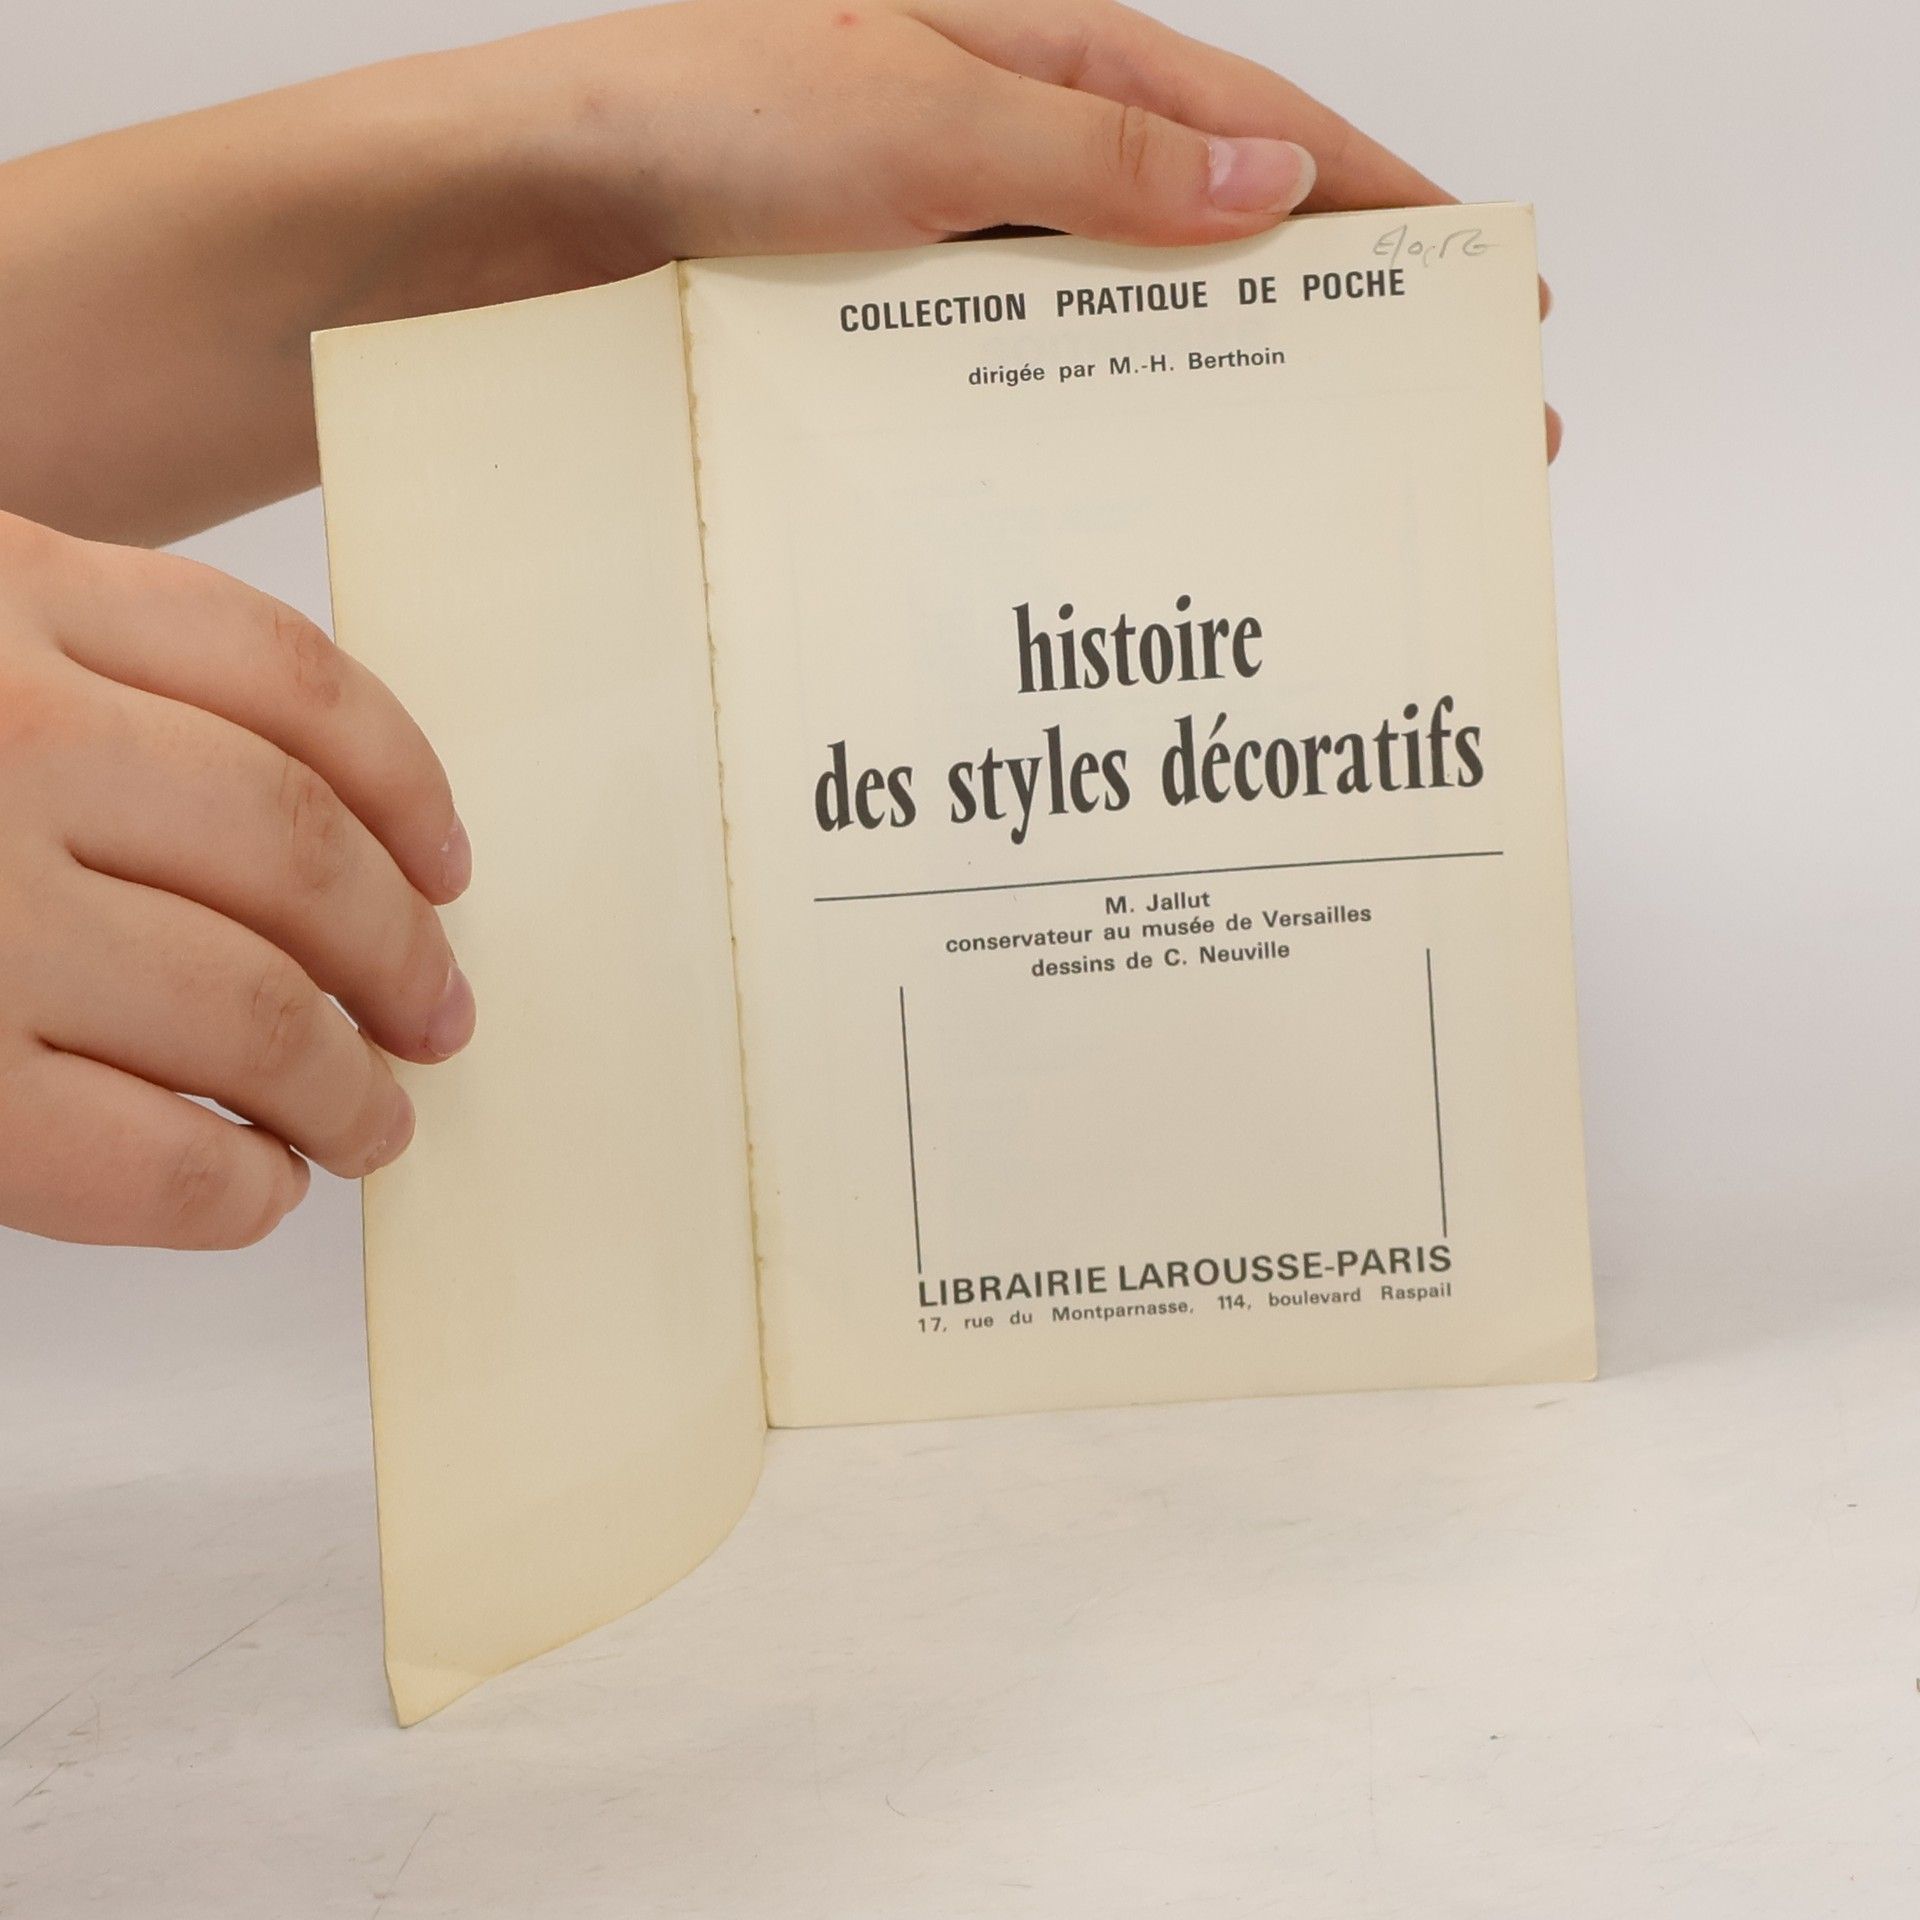 COLLECTION PRATIQUE DE POCHE
dirigée par M.-H. Berthoin
histoire
des styles décoratifs
M. Jallut
conservateur au musée de Versailles
dessins de C. Neuville
LIBRAIRIE LAROUSSE-PARIS
17, rue du Montparnasse, 114, boulevard Raspail